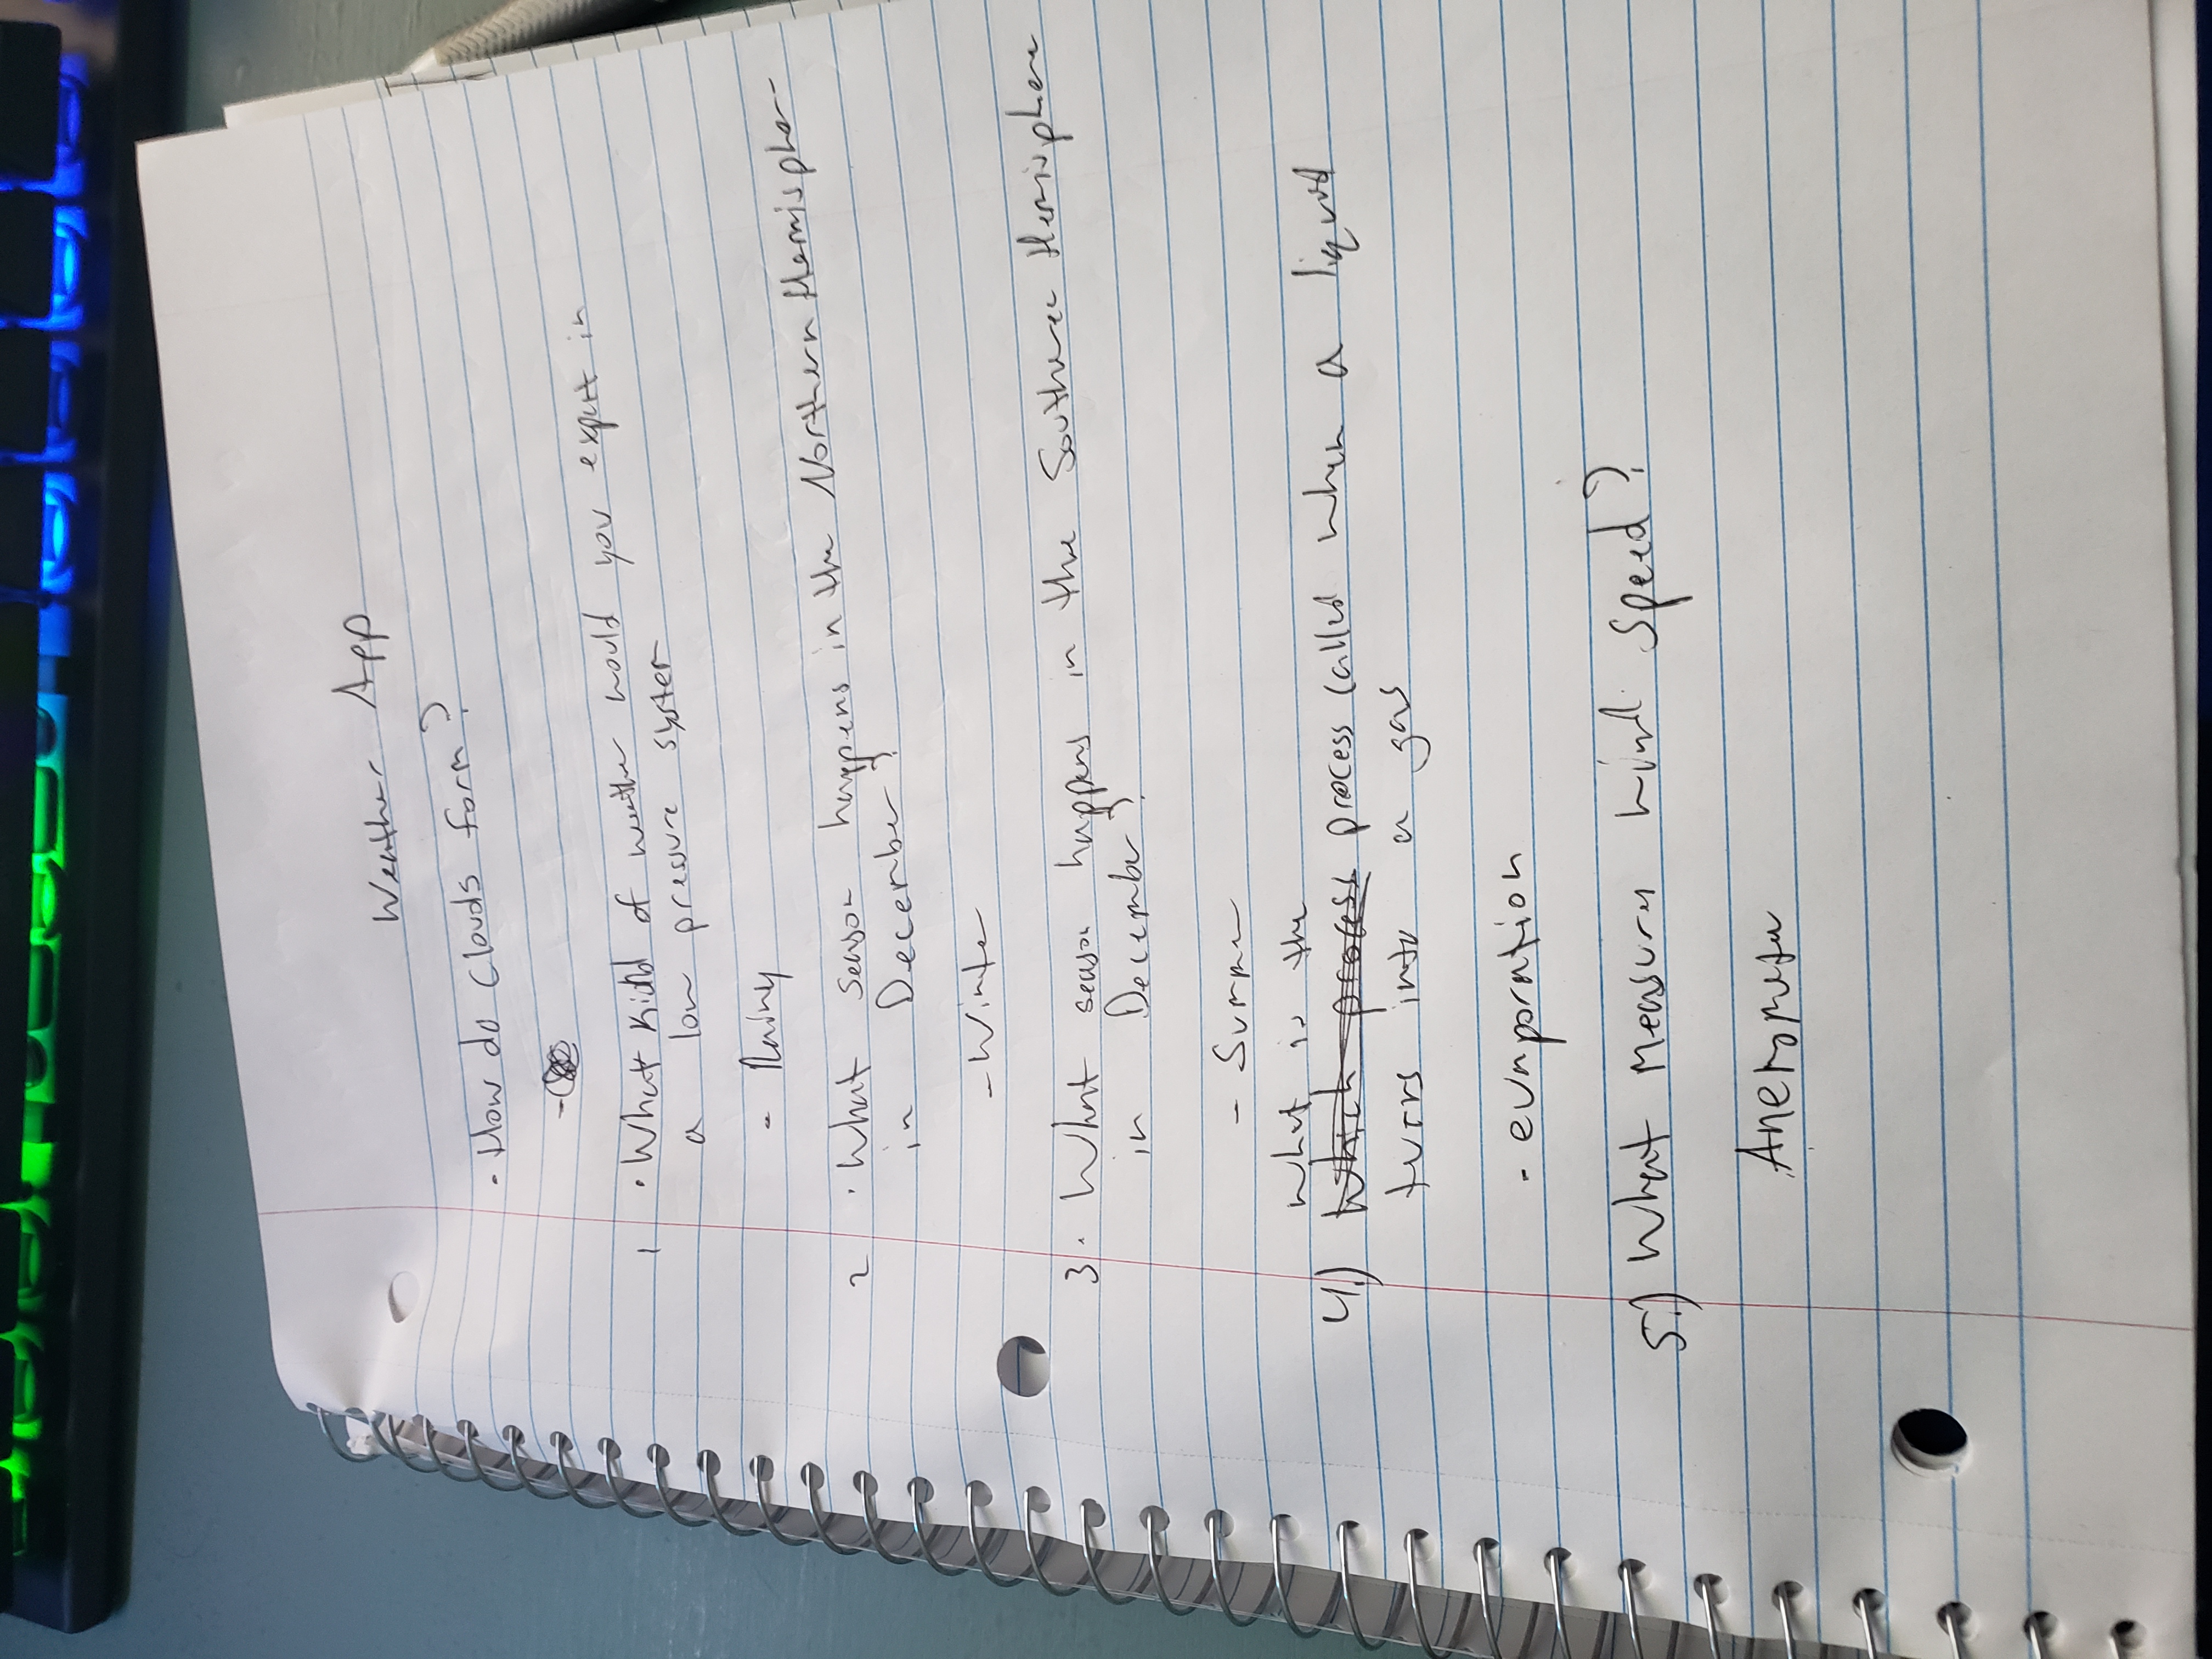 Weather App
· How do clouds form?
-
1 · What kind of weather would you expect in
a low pressure system
- Rainy
2 · What season happens in the Northern Hemisphere
in December?
- Winter
3 · What season happens in the Southern Hemisphere
in December?
- Summer
What is the
4.) Which process process called when a liquid
turns into a gas
- evaporation
5.) What measures wind speed?
Anemometer